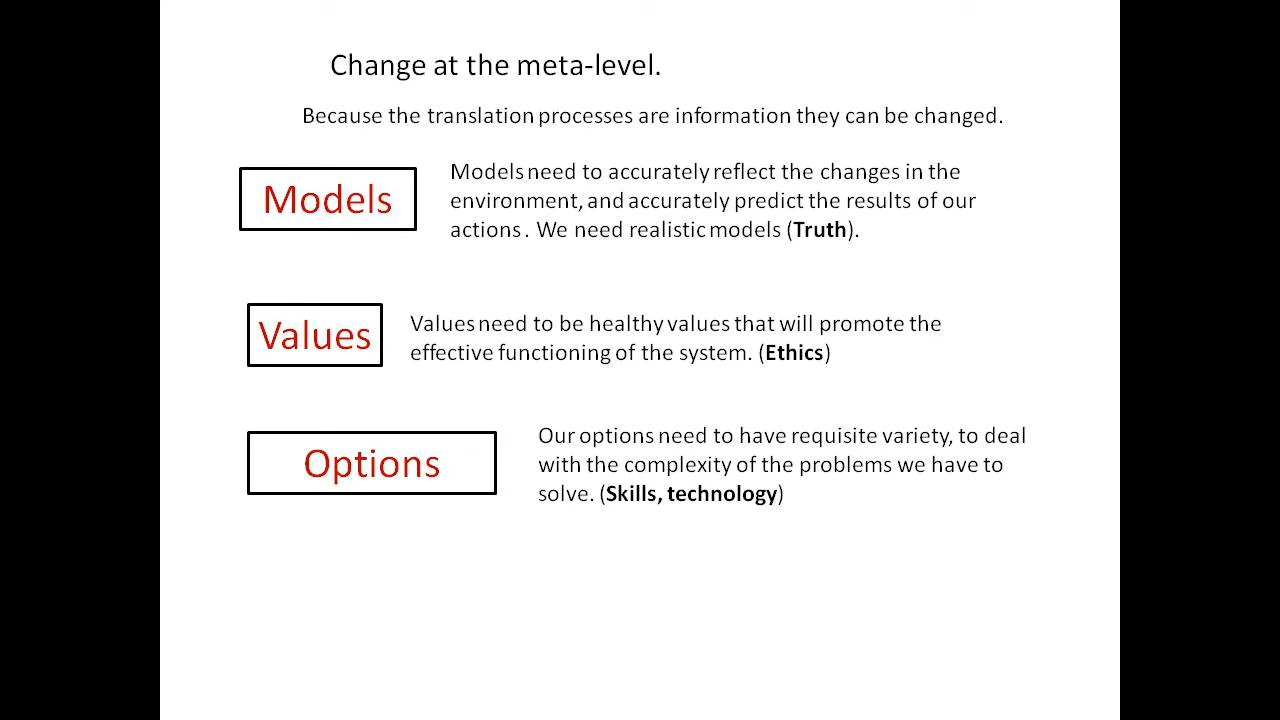 Change at the meta-level.
Because the translation processes are information they can be changed.
Models
Models need to accurately reflect the changes in the
environment, and accurately predict the results of our
actions. We need realistic models (Truth).
Values
Values need to be healthy values that will promote the
effective functioning of the system. (Ethics)
Options
Our options need to have requisite variety, to deal
with the complexity of the problems we have to
solve. (Skills, technology)